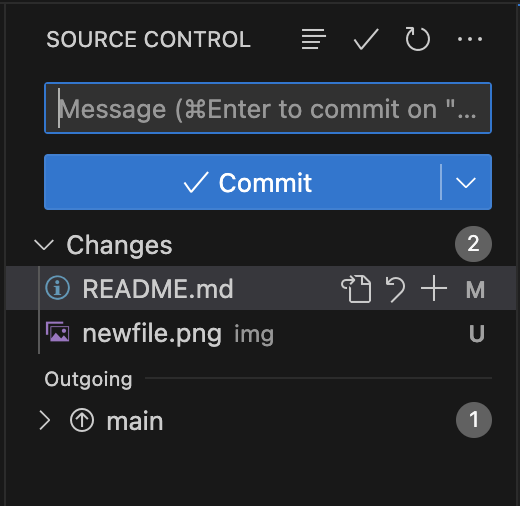 SOURCE CONTROL
Message (⌘Enter to commit on "...
Commit
Changes 2
README.md M
newfile.png img U
Outgoing
main 1